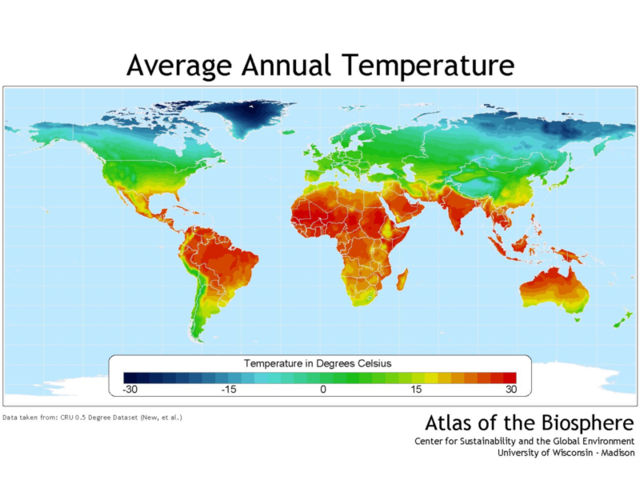 Average Annual Temperature
Temperature in Degrees Celsius
-30 -15 0 15 30
Data taken from: CRU 0.5 Degree Dataset (New, et al.)
Atlas of the Biosphere
Center for Sustainability and the Global Environment
University of Wisconsin - Madison